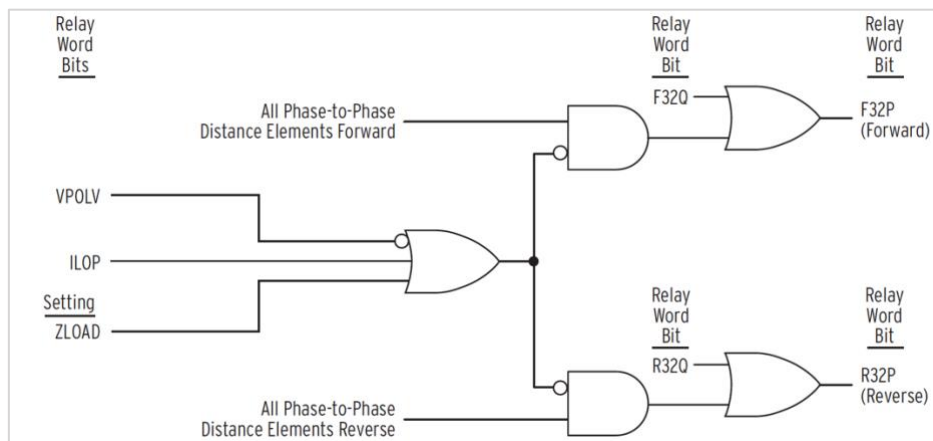 Relay
Word
Bits
Relay
Word
Bit
Relay
Word
Bit
F32Q
F32P
(Forward)
All Phase-to-Phase
Distance Elements Forward
VPOLV
ILOP
Setting
ZLOAD
Relay
Word
Bit
Relay
Word
Bit
R32Q
R32P
(Reverse)
All Phase-to-Phase
Distance Elements Reverse